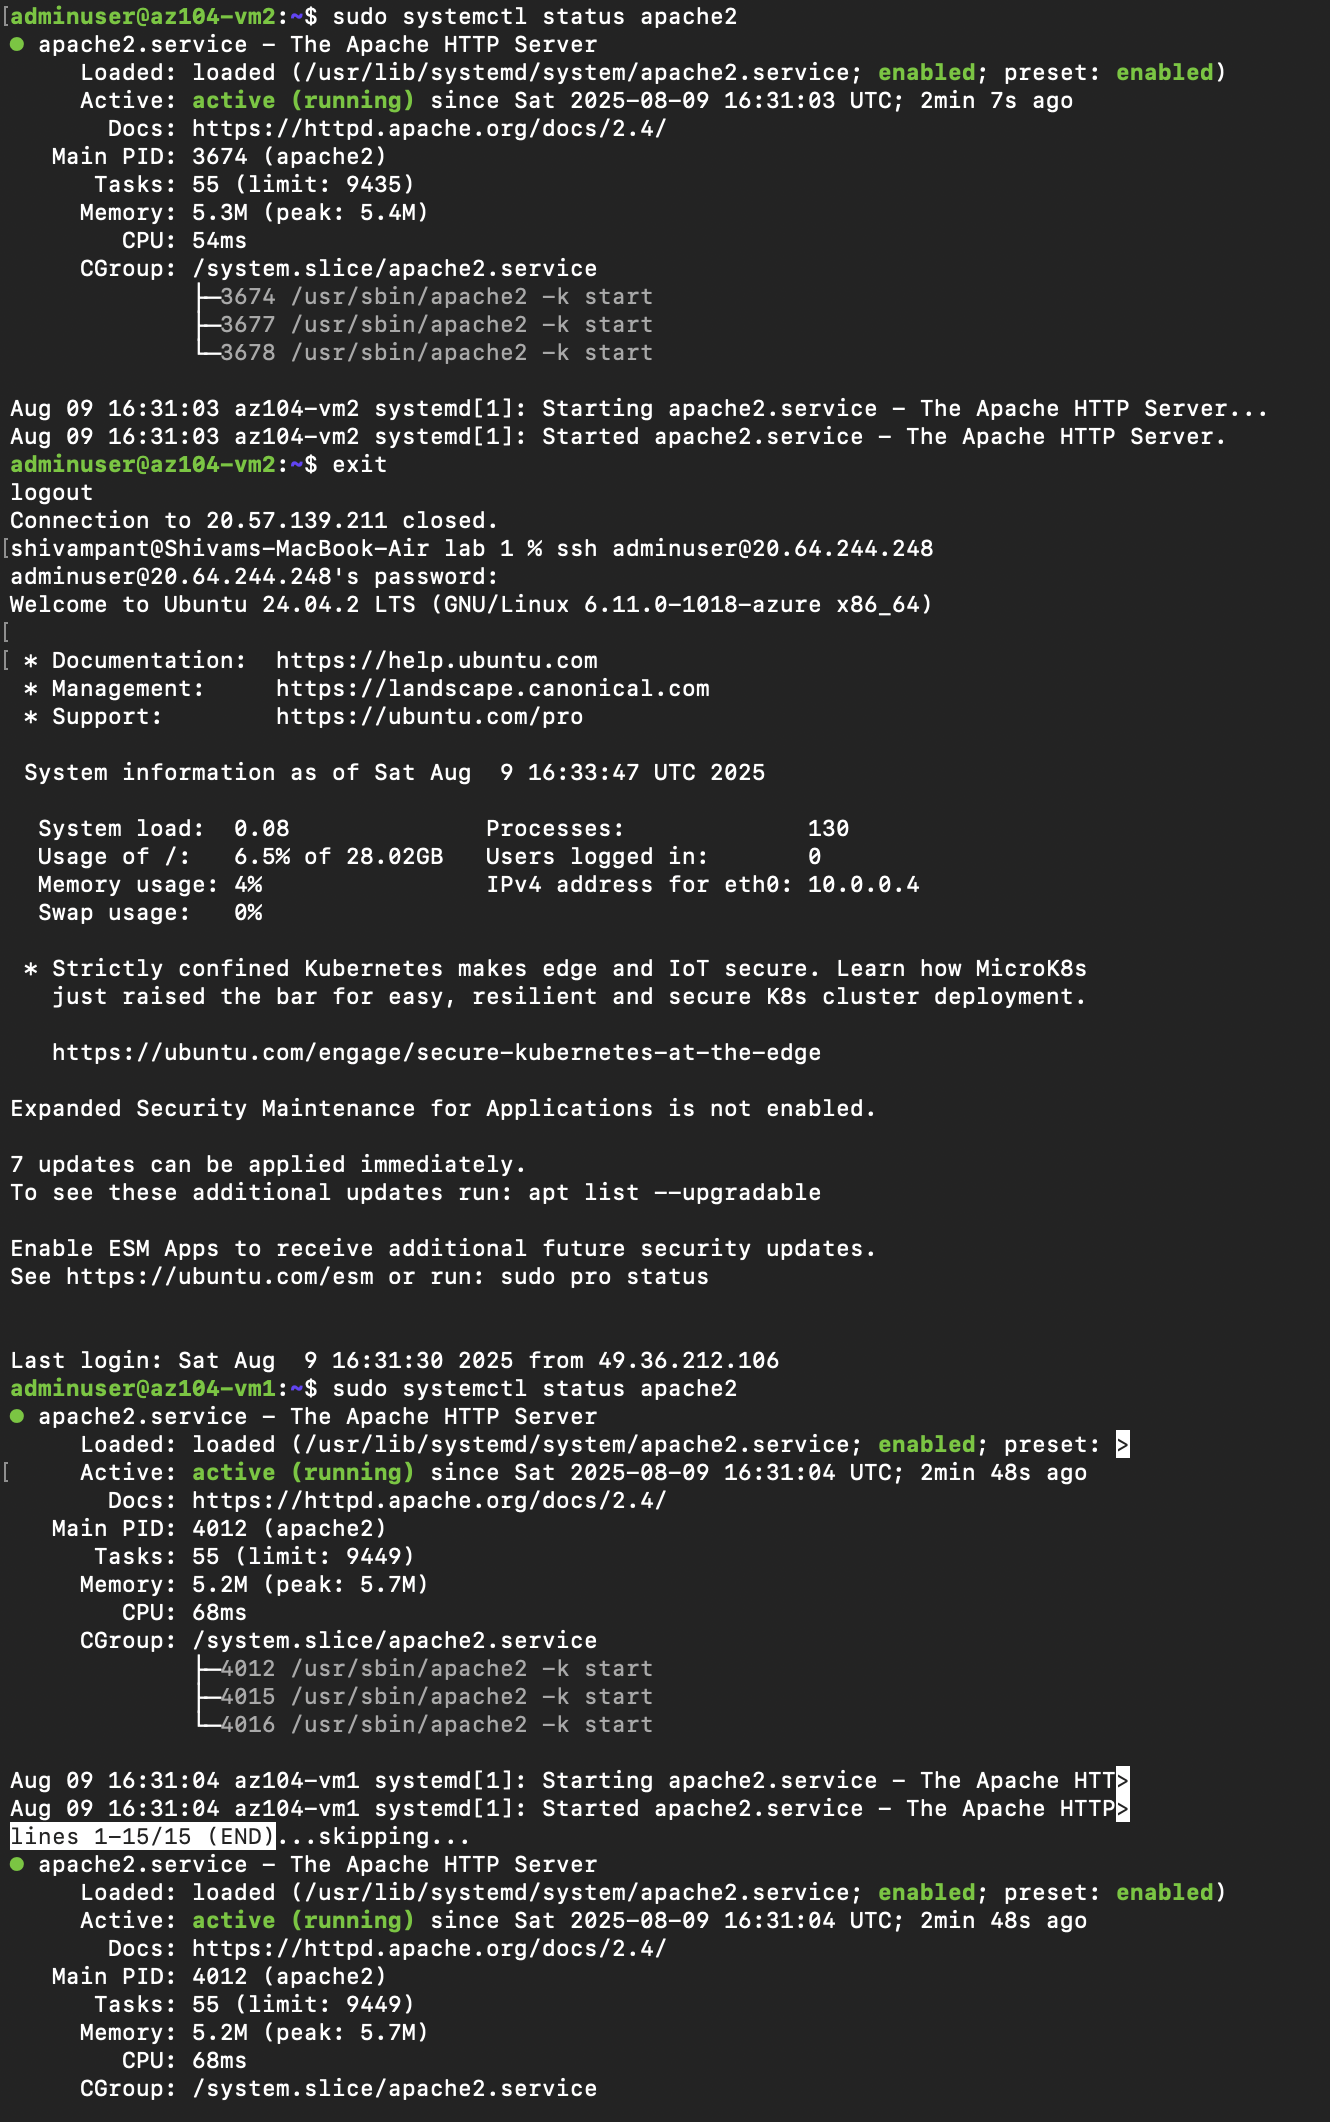 [adminuser@az104-vm2:~$ sudo systemctl status apache2
● apache2.service - The Apache HTTP Server
     Loaded: loaded (/usr/lib/systemd/system/apache2.service; enabled; preset: enabled)
     Active: active (running) since Sat 2025-08-09 16:31:03 UTC; 2min 7s ago
       Docs: https://httpd.apache.org/docs/2.4/
   Main PID: 3674 (apache2)
      Tasks: 55 (limit: 9435)
     Memory: 5.3M (peak: 5.4M)
        CPU: 54ms
     CGroup: /system.slice/apache2.service
             ├─3674 /usr/sbin/apache2 -k start
             ├─3677 /usr/sbin/apache2 -k start
             └─3678 /usr/sbin/apache2 -k start
Aug 09 16:31:03 az104-vm2 systemd[1]: Starting apache2.service - The Apache HTTP Server...
Aug 09 16:31:03 az104-vm2 systemd[1]: Started apache2.service - The Apache HTTP Server.
adminuser@az104-vm2:~$ exit
logout
Connection to 20.57.139.211 closed.
[shivampant@Shivams-MacBook-Air lab 1 % ssh adminuser@20.64.244.248
adminuser@20.64.244.248's password:
Welcome to Ubuntu 24.04.2 LTS (GNU/Linux 6.11.0-1018-azure x86_64)
[
[ * Documentation:  https://help.ubuntu.com
 * Management:     https://landscape.canonical.com
 * Support:        https://ubuntu.com/pro
 System information as of Sat Aug  9 16:33:47 UTC 2025
  System load:  0.08              Processes:             130
  Usage of /:   6.5% of 28.02GB   Users logged in:       0
  Memory usage: 4%                IPv4 address for eth0: 10.0.0.4
  Swap usage:   0%
 * Strictly confined Kubernetes makes edge and IoT secure. Learn how MicroK8s
   just raised the bar for easy, resilient and secure K8s cluster deployment.
   https://ubuntu.com/engage/secure-kubernetes-at-the-edge
Expanded Security Maintenance for Applications is not enabled.
7 updates can be applied immediately.
To see these additional updates run: apt list --upgradable
Enable ESM Apps to receive additional future security updates.
See https://ubuntu.com/esm or run: sudo pro status
Last login: Sat Aug  9 16:31:30 2025 from 49.36.212.106
adminuser@az104-vm1:~$ sudo systemctl status apache2
● apache2.service - The Apache HTTP Server
     Loaded: loaded (/usr/lib/systemd/system/apache2.service; enabled; preset: >
[    Active: active (running) since Sat 2025-08-09 16:31:04 UTC; 2min 48s ago
       Docs: https://httpd.apache.org/docs/2.4/
   Main PID: 4012 (apache2)
      Tasks: 55 (limit: 9449)
     Memory: 5.2M (peak: 5.7M)
        CPU: 68ms
     CGroup: /system.slice/apache2.service
             ├─4012 /usr/sbin/apache2 -k start
             ├─4015 /usr/sbin/apache2 -k start
             └─4016 /usr/sbin/apache2 -k start
Aug 09 16:31:04 az104-vm1 systemd[1]: Starting apache2.service - The Apache HTT>
Aug 09 16:31:04 az104-vm1 systemd[1]: Started apache2.service - The Apache HTTP>
lines 1-15/15 (END)...skipping...
● apache2.service - The Apache HTTP Server
     Loaded: loaded (/usr/lib/systemd/system/apache2.service; enabled; preset: enabled)
     Active: active (running) since Sat 2025-08-09 16:31:04 UTC; 2min 48s ago
       Docs: https://httpd.apache.org/docs/2.4/
   Main PID: 4012 (apache2)
      Tasks: 55 (limit: 9449)
     Memory: 5.2M (peak: 5.7M)
        CPU: 68ms
     CGroup: /system.slice/apache2.service